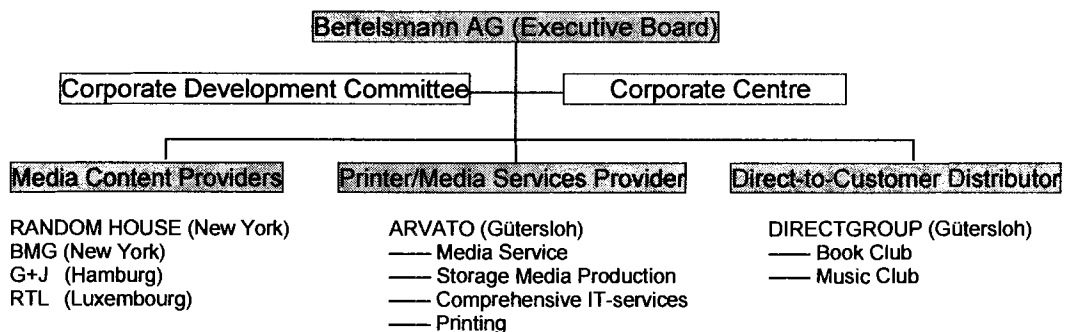 Bertelsmann AG (Executive Board)
Corporate Development Committee
Corporate Centre
Media Content Providers
Printer/Media Services Provider
Direct-to-Customer Distributor
RANDOM HOUSE (New York)
BMG (New York)
G+J (Hamburg)
RTL (Luxembourg)
ARVATO (Gütersloh)
Media Service
Storage Media Production
Comprehensive IT-services
Printing
DIRECTGROUP (Gütersloh)
Book Club
Music Club